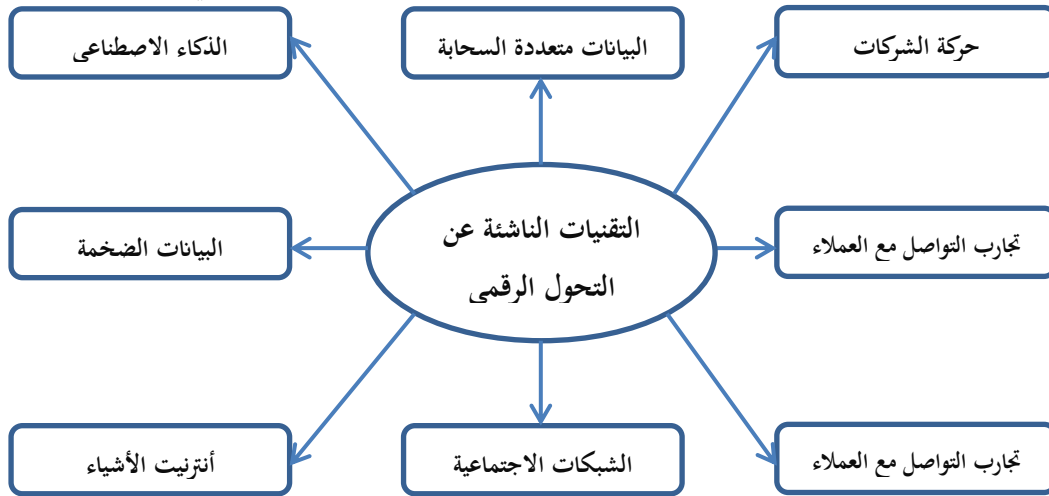 حركة الشركات
البيانات متعددة السحابة
الذكاء الاصطناعى
التقنيات الناشئة عن
التحول الرقمى
تجارب التواصل مع العملاء
البيانات الضخمة
تجارب التواصل مع العملاء
الشبكات الاجتماعية
أنترنيت الأشياء